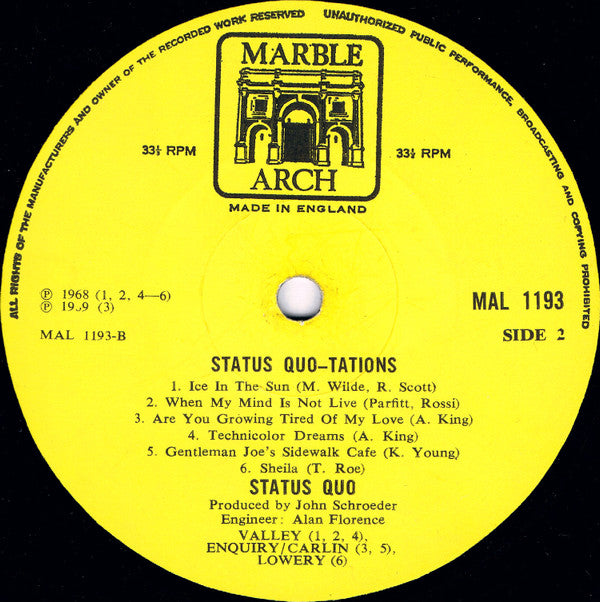 ALL RIGHTS OF THE MANUFACTURERS AND OWNER OF THE RECORDED WORK RESERVED UNAUTHORIZED PUBLIC PERFORMANCE, BROADCASTING AND COPYING PROHIBITED
MARBLE
ARCH
33⅓ RPM
33⅓ RPM
MADE IN ENGLAND
℗ 1968 (1, 2, 4—6)
℗ 1969 (3)
MAL 1193-B
MAL 1193
SIDE 2
STATUS QUO–TATIONS
1. Ice In The Sun (M. Wilde, R. Scott)
2. When My Mind Is Not Live (Parfitt, Rossi)
3. Are You Growing Tired Of My Love (A. King)
4. Technicolor Dreams (A. King)
5. Gentleman Joe's Sidewalk Cafe (K. Young)
6. Sheila (T. Roe)
STATUS QUO
Produced by John Schroeder
Engineer: Alan Florence
VALLEY (1, 2, 4),
ENQUIRY/CARLIN (3, 5),
LOWERY (6)